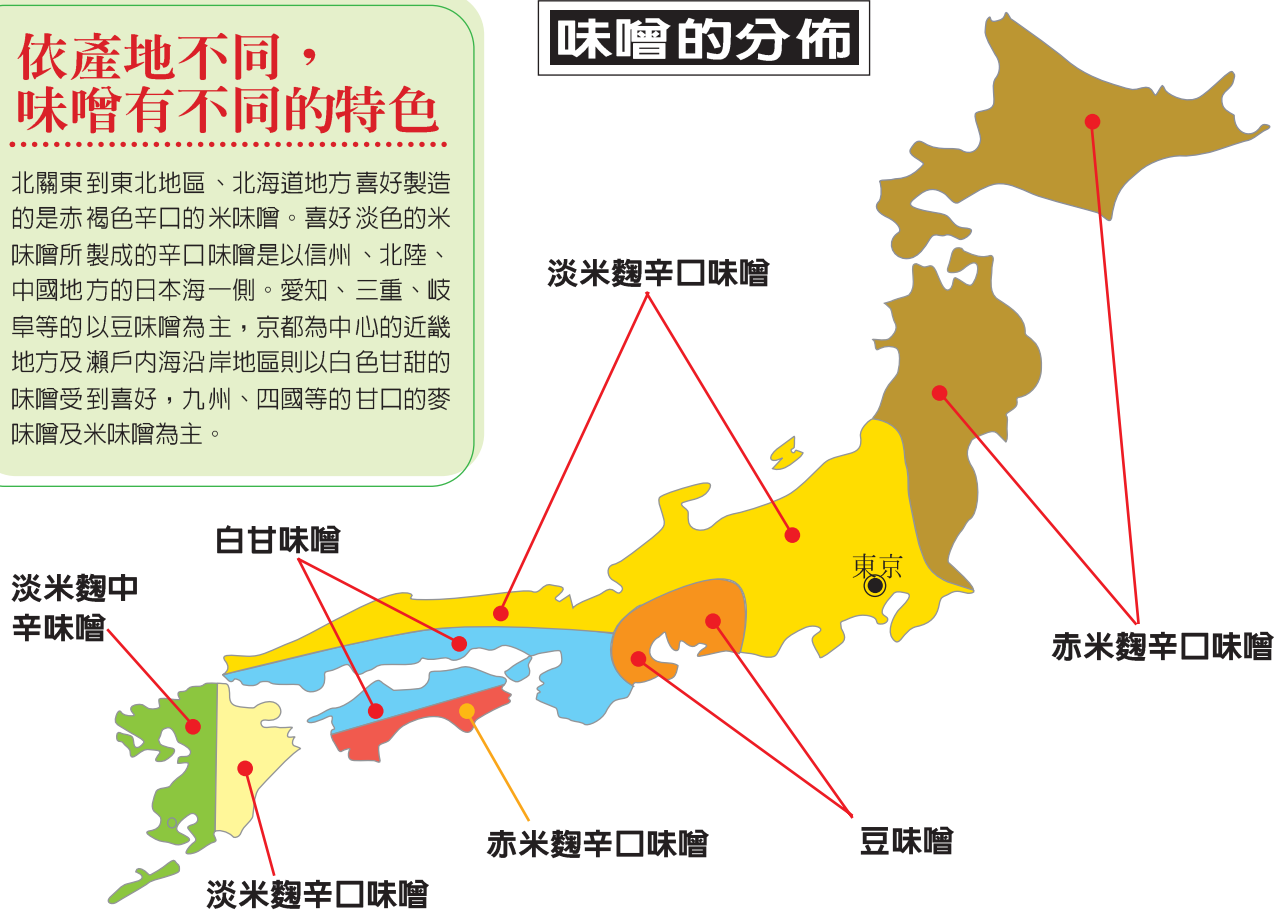 味噌的分佈
依產地不同，
味噌有不同的特色
北關東到東北地區、北海道地方喜好製造
的是赤褐色辛口的米味噌。喜好淡色的米
味噌所製成的辛口味噌是以信州、北陸、
中國地方的日本海一側。愛知、三重、岐
阜等的以豆味噌為主，京都為中心的近畿
地方及瀨戶內海沿岸地區則以白色甘甜的
味噌受到喜好，九州、四國等的甘口的麥
味噌及米味噌為主。
淡米麴辛口味噌
白甘味噌
東京
淡米麴中
辛味噌
赤米麴辛口味噌
赤米麴辛口味噌
豆味噌
淡米麴辛口味噌